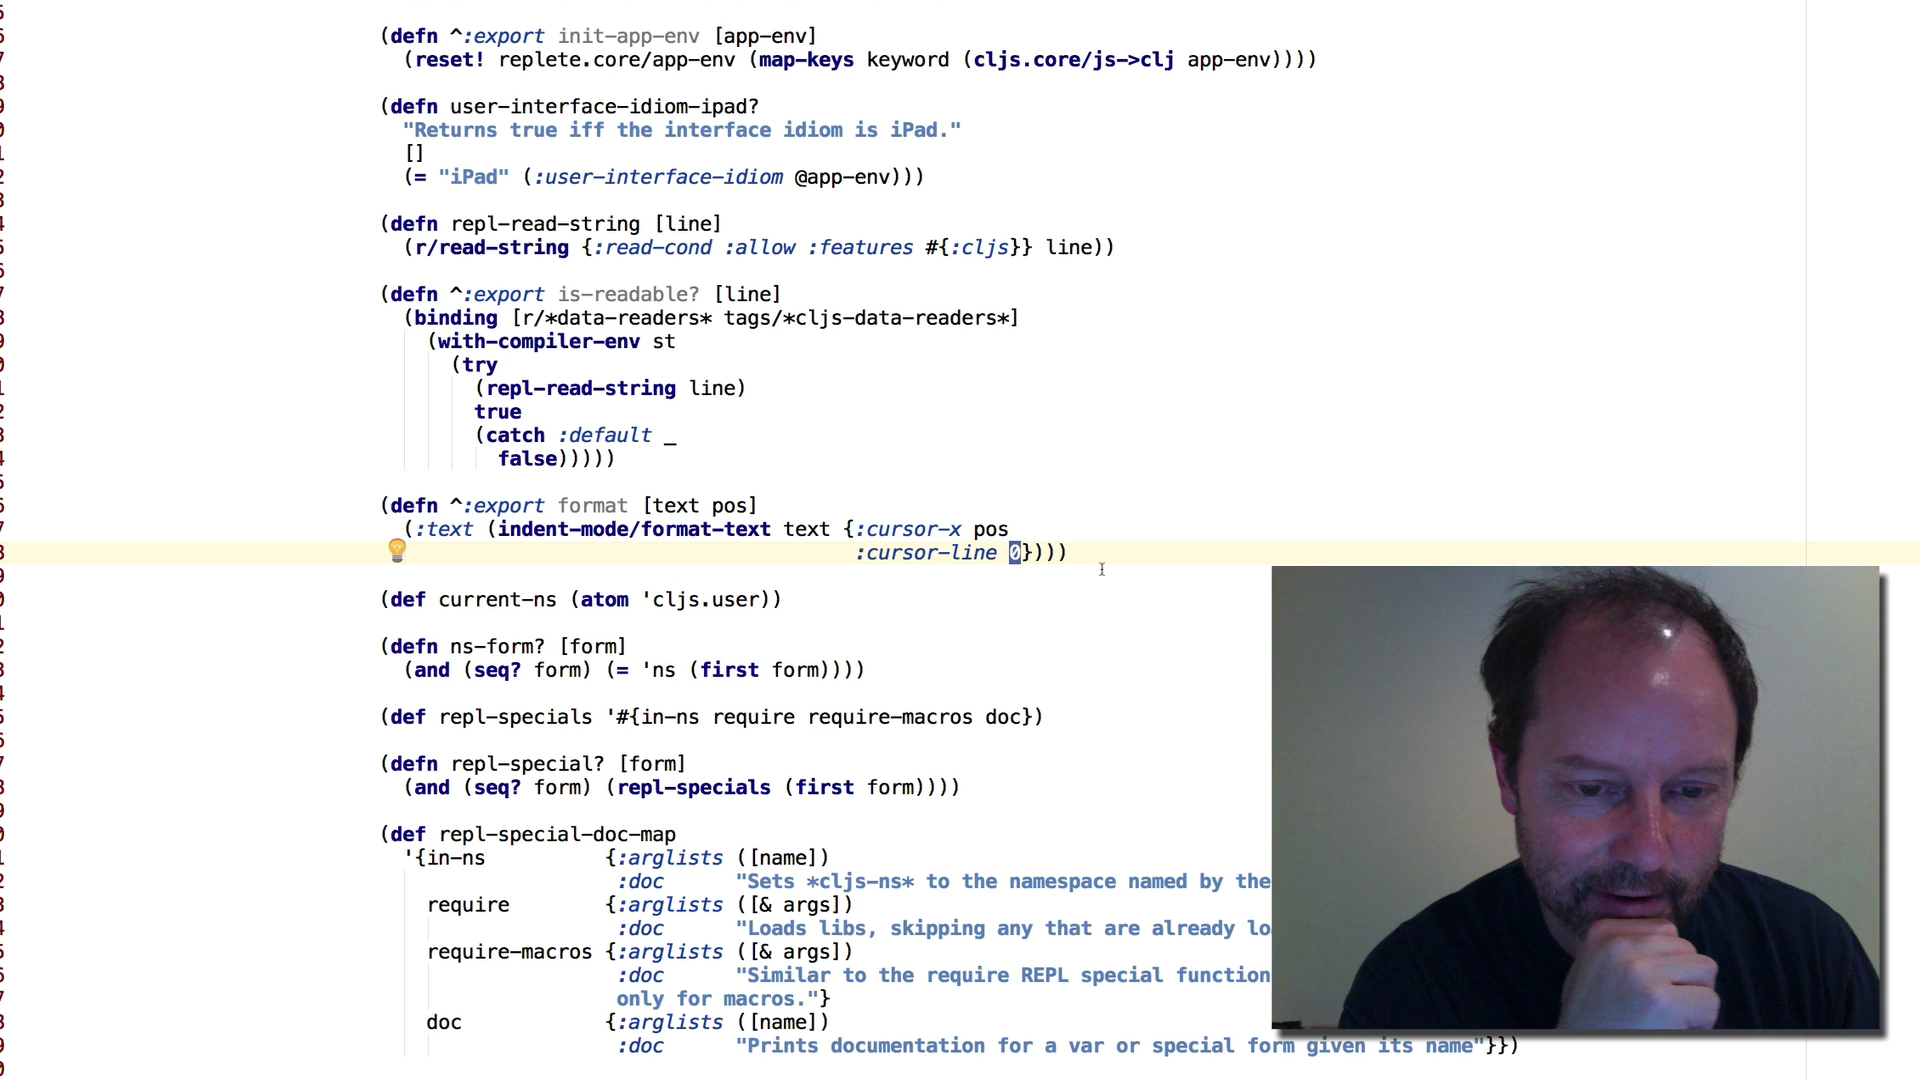 (defn ^:export init-app-env [app-env]
(reset! replete.core/app-env (map-keys keyword (cljs.core/js->clj app-env))))
(defn user-interface-idiom-ipad?
"Returns true iff the interface idiom is iPad."
[]
(= "iPad" (:user-interface-idiom @app-env)))
(defn repl-read-string [line]
(r/read-string {:read-cond :allow :features #{:cljs}} line))
(defn ^:export is-readable? [line]
(binding [r/*data-readers* tags/*cljs-data-readers*]
(with-compiler-env st
(try
(repl-read-string line)
true
(catch :default _
false)))))
(defn ^:export format [text pos]
(:text (indent-mode/format-text text {:cursor-x pos
:cursor-line 0})))
(def current-ns (atom 'cljs.user))
(defn ns-form? [form]
(and (seq? form) (= 'ns (first form))))
(def repl-specials '#{in-ns require require-macros doc})
(defn repl-special? [form]
(and (seq? form) (repl-specials (first form))))
(def repl-special-doc-map
'{in-ns {:arglists ([name])
:doc "Sets *cljs-ns* to the namespace named by the
require {:arglists ([& args])
:doc "Loads libs, skipping any that are already
require-macros {:arglists ([& args])
:doc "Similar to the require REPL special function
only for macros."}
doc {:arglists ([name])
:doc "Prints documentation for a var or special form given its name"}})